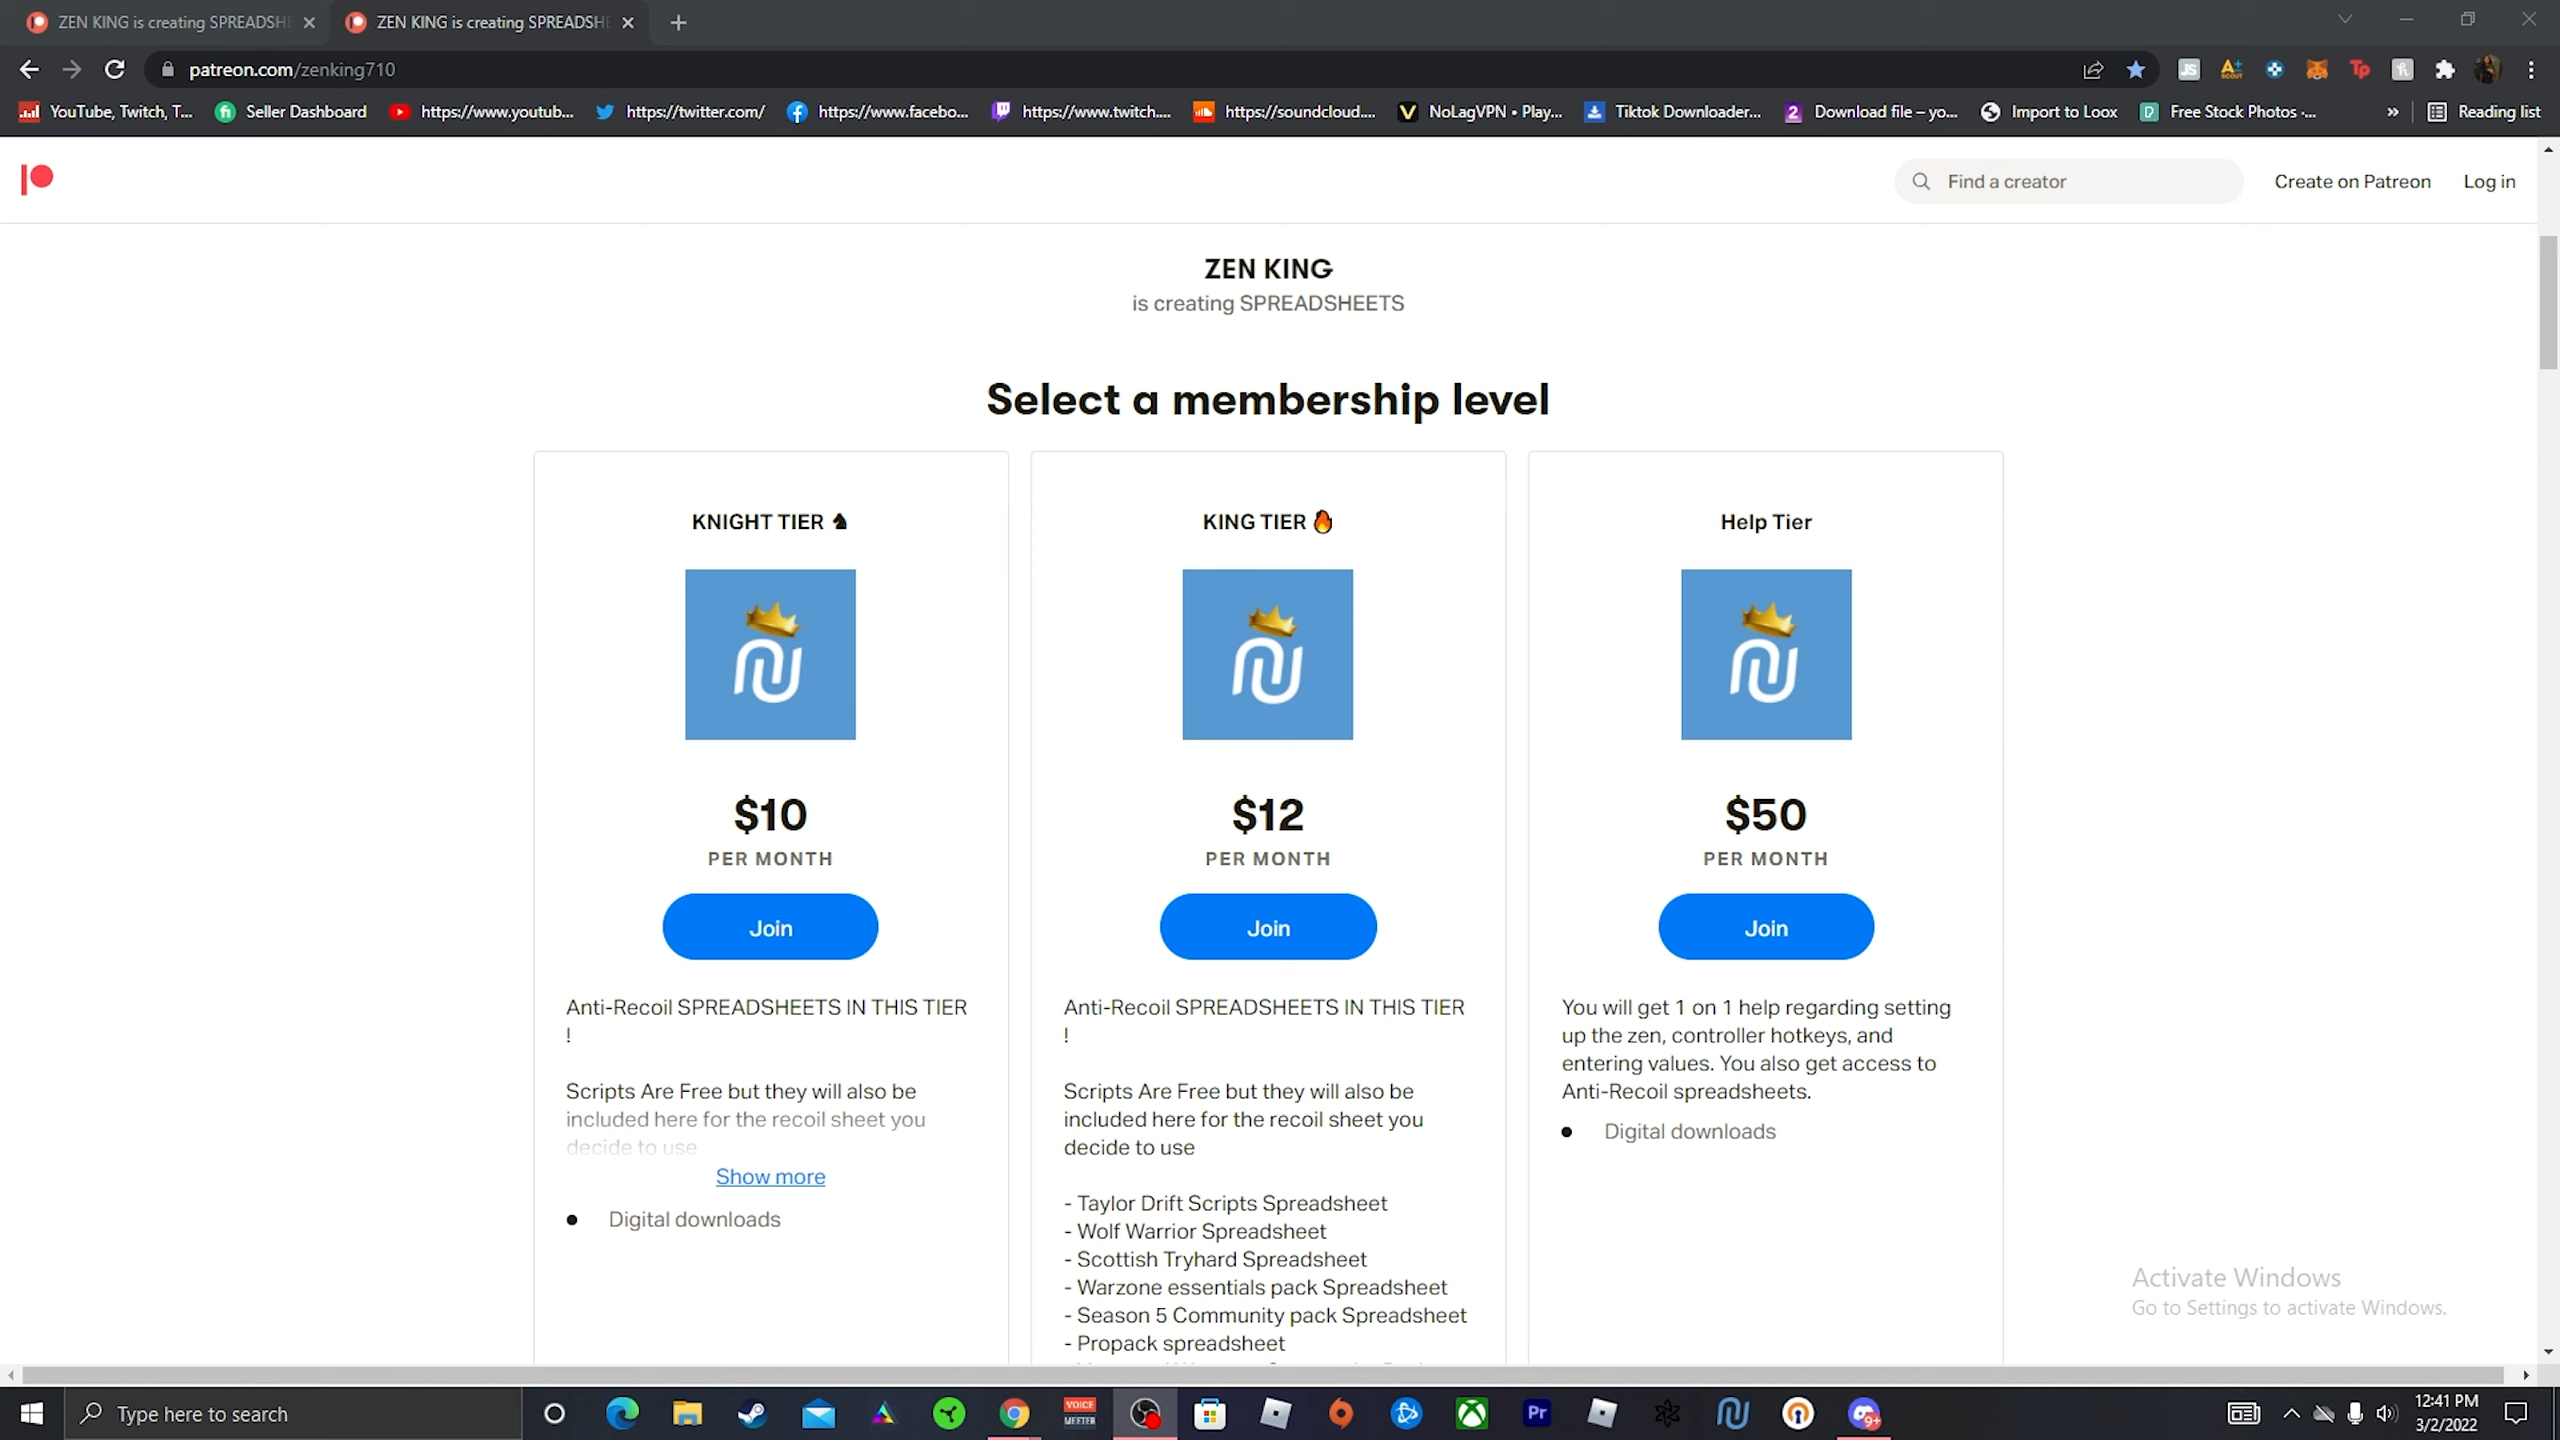 ZEN KING is creating SPREADSH
ZEN KING is creating SPREADSH
patreon.com/zenking710
YouTube, Twitch, T...
Seller Dashboard
https://www.youtub...
https://twitter.com/
https://www.facebo...
https://www.twitch....
https://soundcloud....
NoLagVPN • Play...
Tiktok Downloader...
Download file – yo...
Import to Loox
Free Stock Photos ·...
»
Reading list
Find a creator
Create on Patreon
Log in
ZEN KING
is creating SPREADSHEETS
Select a membership level
KNIGHT TIER ♞
$10
PER MONTH
Join
Anti-Recoil SPREADSHEETS IN THIS TIER
!
Scripts Are Free but they will also be
included here for the recoil sheet you
decide to use
Show more
● Digital downloads
KING TIER 🔥
$12
PER MONTH
Join
Anti-Recoil SPREADSHEETS IN THIS TIER
!
Scripts Are Free but they will also be
included here for the recoil sheet you
decide to use
- Taylor Drift Scripts Spreadsheet
- Wolf Warrior Spreadsheet
- Scottish Tryhard Spreadsheet
- Warzone essentials pack Spreadsheet
- Season 5 Community pack Spreadsheet
- Propack spreadsheet
Help Tier
$50
PER MONTH
Join
You will get 1 on 1 help regarding setting
up the zen, controller hotkeys, and
entering values. You also get access to
Anti-Recoil spreadsheets.
● Digital downloads
Activate Windows
Go to Settings to activate Windows.
Type here to search
VOICE
MEETER
Pr
9+
12:41 PM
3/2/2022